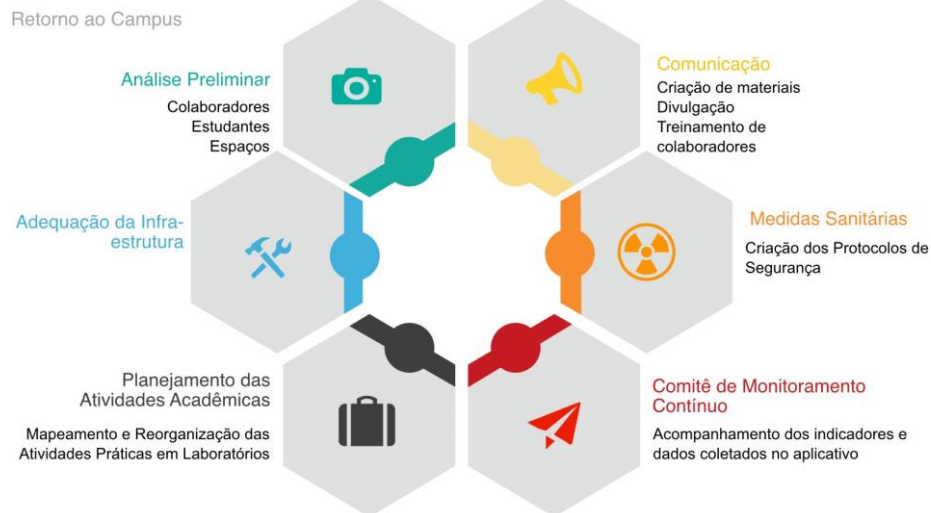 Retorno ao Campus
Análise Preliminar
Colaboradores
Estudantes
Espaços
Comunicação
Criação de materiais
Divulgação
Treinamento de
colaboradores
Adequação da Infra-
estrutura
Medidas Sanitárias
Criação dos Protocolos de
Segurança
Planejamento das
Atividades Acadêmicas
Mapeamento e Reorganização das
Atividades Práticas em Laboratórios
Comitê de Monitoramento
Contínuo
Acompanhamento dos indicadores e
dados coletados no aplicativo